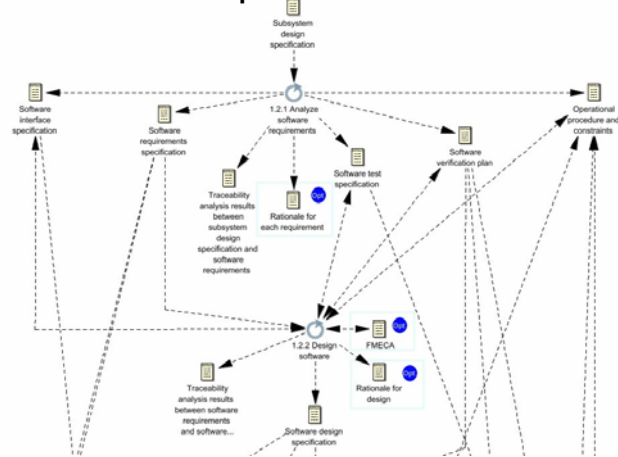 Subsystem
design
specification
Software
interface
specification
1.2.1 Analyze
software
requirements
Operational
procedure and
constraints
Software
requirements
specification
Software
verification plan
Software test
specification
Traceability
analysis results
between
subsystem
design
specification and
software
requirements
Opt
Rationale for
each requirement
1.2.2 Design
software
Opt
FMECA
Opt
Rationale for
design
Traceability
analysis results
between software
requirements
and software...
Software design
specification